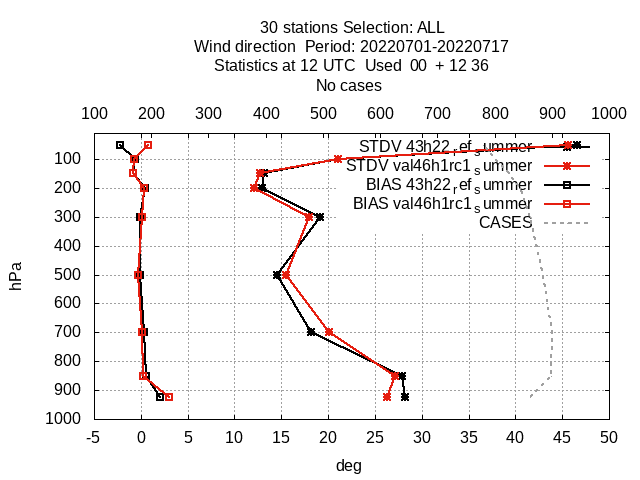 30 stations Selection: ALL
Wind direction  Period: 20220701-20220717
Statistics at 12 UTC  Used  00  + 12 36
No cases
100 200 300 400 500 600 700 800 900 1000
STDV 43h22_ref_summer
STDV val46h1rc1_summer
BIAS 43h22_ref_summer
BIAS val46h1rc1_summer
CASES
100
200
300
400
500
600
700
800
900
1000
hPa
-5 0 5 10 15 20 25 30 35 40 45 50
deg